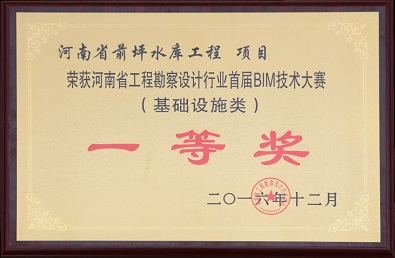 河南省前坪水库工程 项目
荣获河南省工程勘察设计行业首届BIM技术大赛
(基础设施类)
一等奖
二〇一六年十二月